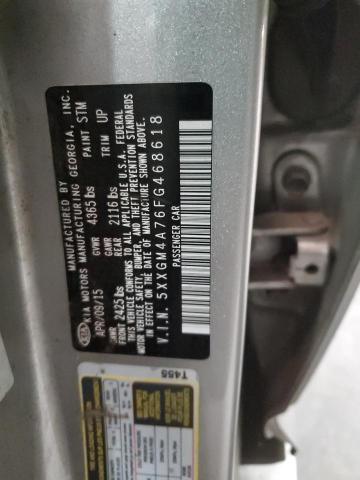 KIA
MANUFACTURED BY
KIA MOTORS MANUFACTURING GEORGIA, INC.
APR/09/15 GVWR 4365 lbs PAINT STM
GAWR FRONT 2425 lbs GAWR REAR 2116 lbs TRIM UP
THIS VEHICLE CONFORMS TO ALL APPLICABLE U.S.A. FEDERAL
MOTOR VEHICLE SAFETY, BUMPER AND THEFT PREVENTION STANDARDS
IN EFFECT ON THE DATE OF MANUFACTURE SHOWN ABOVE.
V.I.N. 5XXGM4A76FG468618
PASSENGER CAR
T455